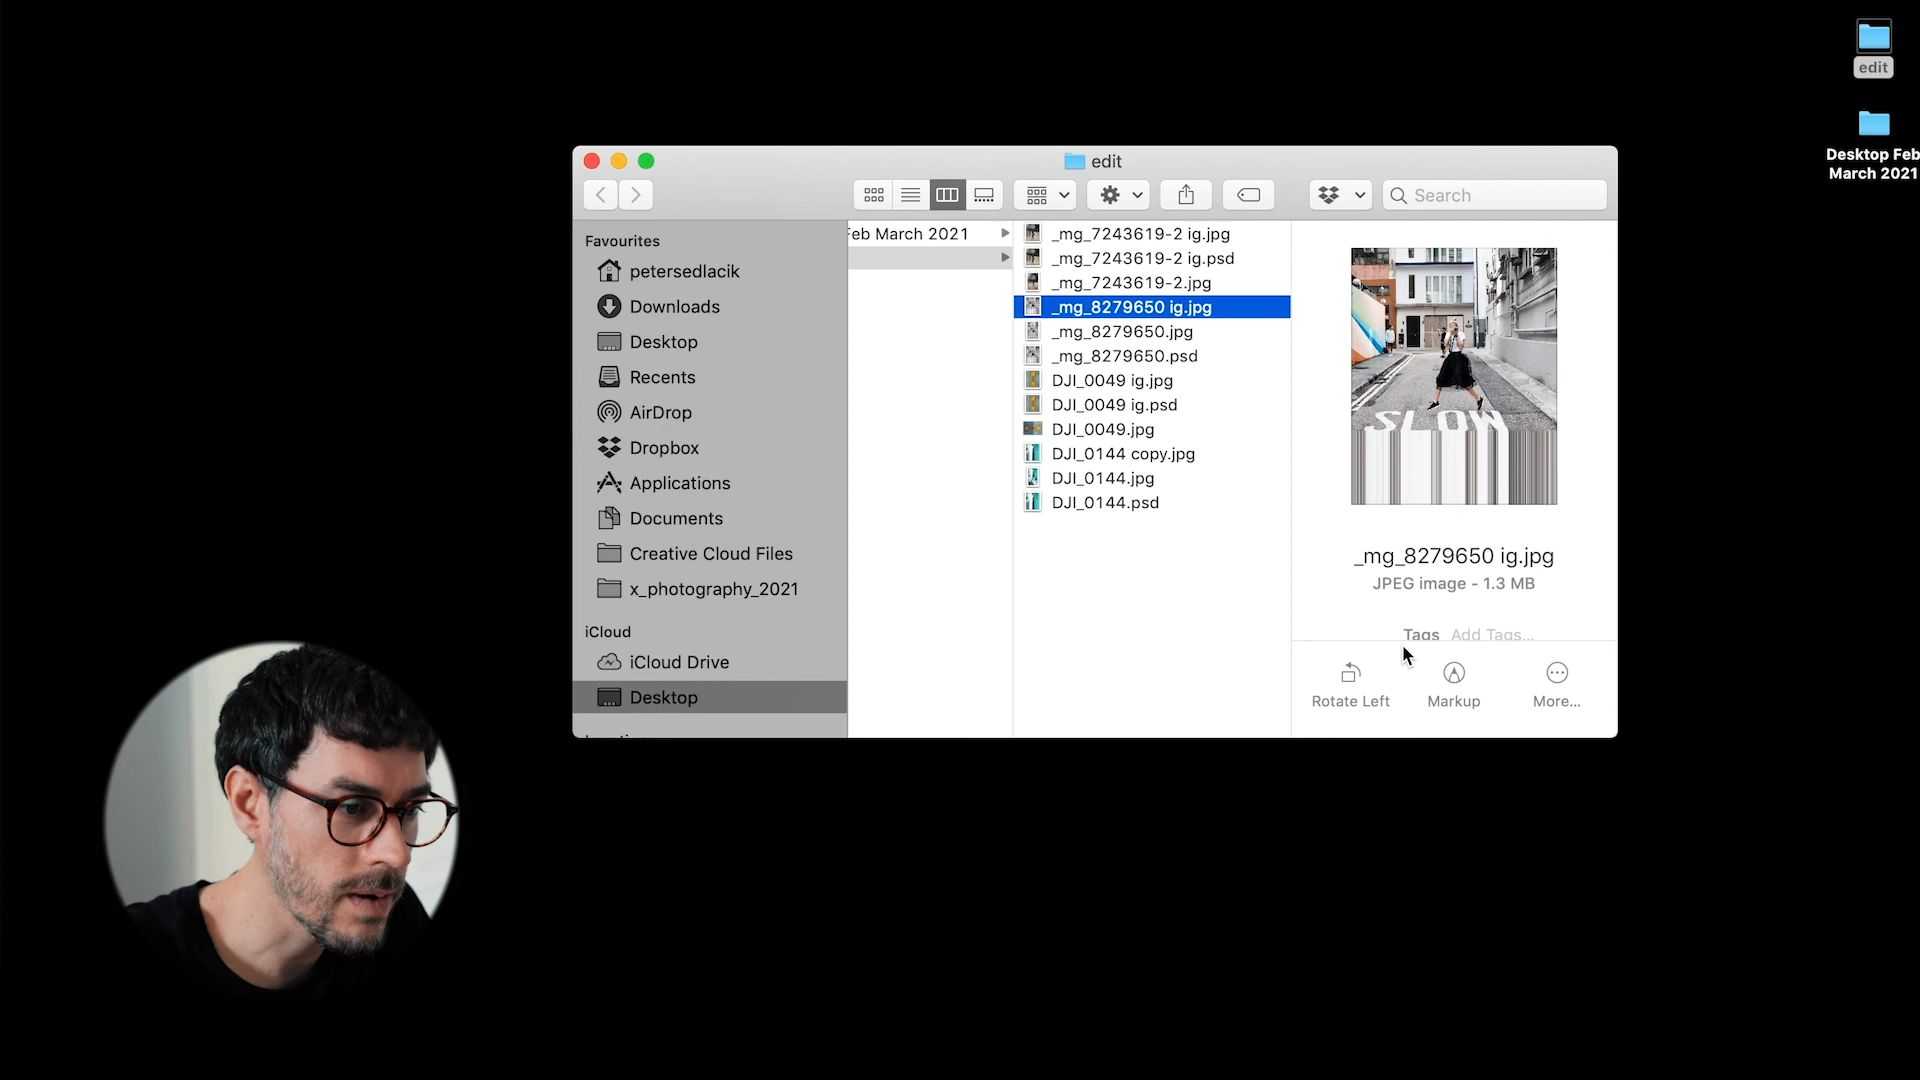 edit
Desktop Feb
March 2021
edit
Search
Favourites
petersedlacik
Downloads
Desktop
Recents
AirDrop
Dropbox
Applications
Documents
Creative Cloud Files
x_photography_2021
iCloud
iCloud Drive
Desktop
Feb March 2021
_mg_7243619-2 ig.jpg
_mg_7243619-2 ig.psd
_mg_7243619-2.jpg
_mg_8279650 ig.jpg
_mg_8279650.jpg
_mg_8279650.psd
DJI_0049 ig.jpg
DJI_0049 ig.psd
DJI_0049.jpg
DJI_0144 copy.jpg
DJI_0144.jpg
DJI_0144.psd
SLOW
_mg_8279650 ig.jpg
JPEG image - 1.3 MB
Tags Add Tags...
Rotate Left
Markup
More...